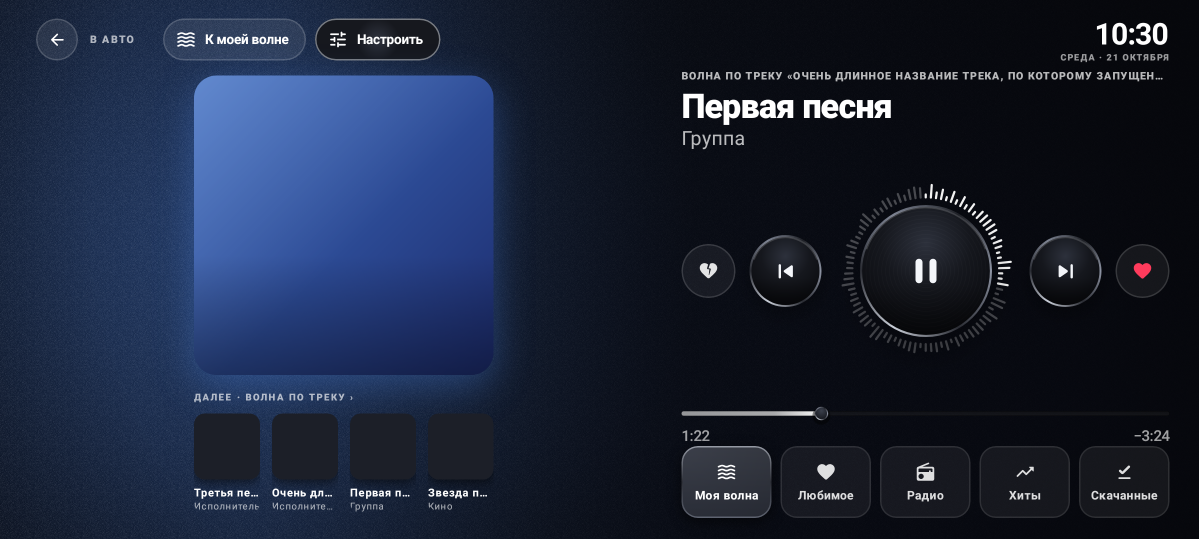 В АВТО
К моей волне
Настроить
10:30
СРЕДА · 21 ОКТЯБРЯ
ВОЛНА ПО ТРЕКУ «ОЧЕНЬ ДЛИННОЕ НАЗВАНИЕ ТРЕКА, ПО КОТОРОМУ ЗАПУЩЕН…
Первая песня
Группа
ДАЛЕЕ · ВОЛНА ПО ТРЕКУ ›
Третья пе… Очень дл… Первая п… Звезда п…
Исполнитель Исполните… Группа Кино
1:22 −3:24
Моя волна Любимое Радио Хиты Скачанные